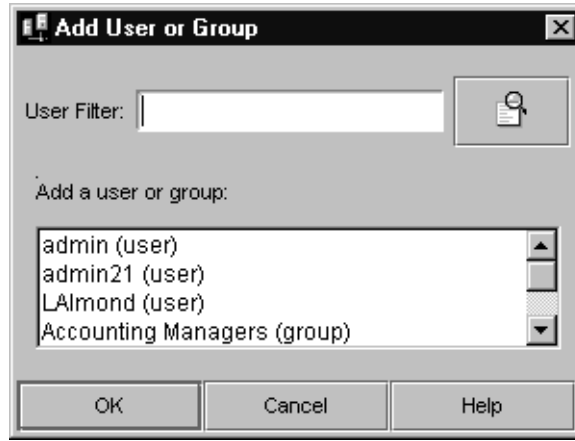 Add User or Group
User Filter:
Add a user or group:
admin (user)
admin21 (user)
LAlmond (user)
Accounting Managers (group)
OK Cancel Help